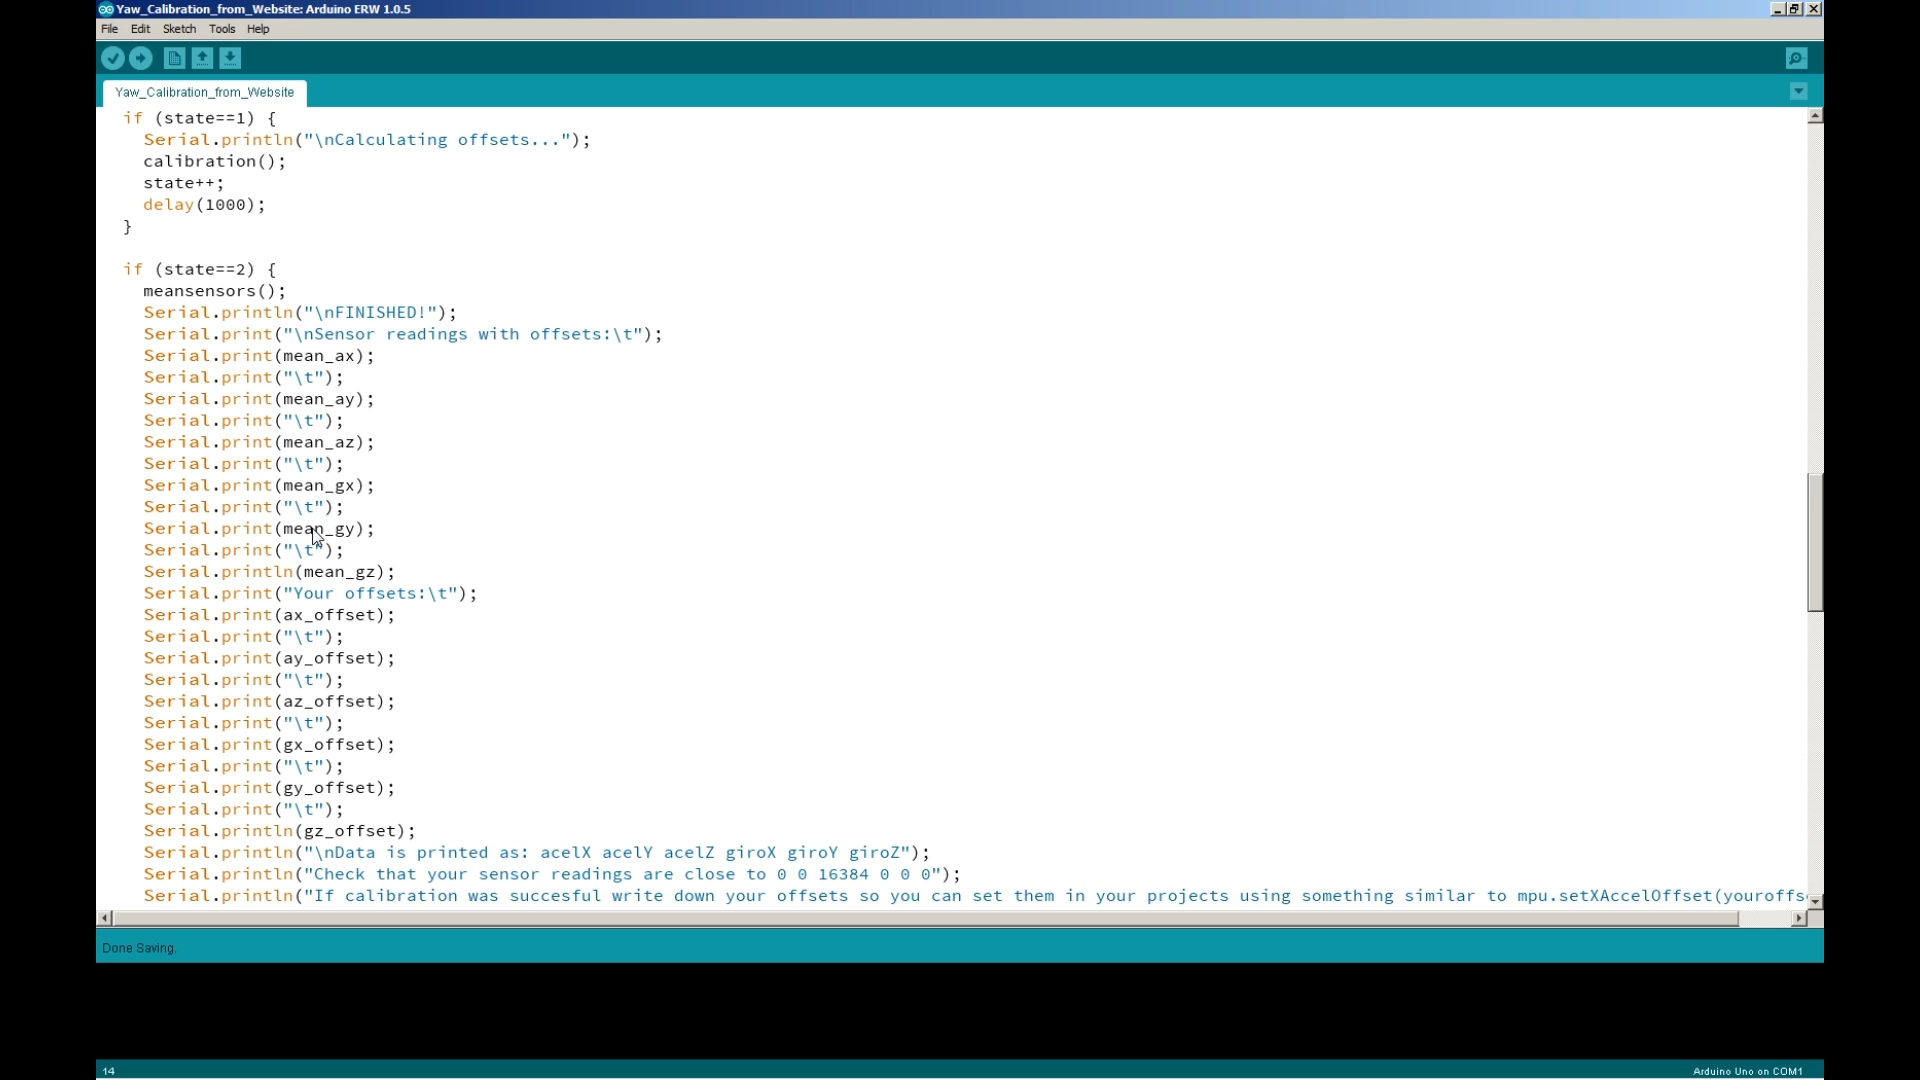 Yaw_Calibration_from_Website: Arduino ERW 1.0.5
File Edit Sketch Tools Help
Yaw_Calibration_from_Website
if (state==1) {
Serial.println("\nCalculating offsets...");
calibration();
state++;
delay(1000);
}
if (state==2) {
meansensors();
Serial.println("\nFINISHED!");
Serial.print("\nSensor readings with offsets:\t");
Serial.print(mean_ax);
Serial.print("\t");
Serial.print(mean_ay);
Serial.print("\t");
Serial.print(mean_az);
Serial.print("\t");
Serial.print(mean_gx);
Serial.print("\t");
Serial.print(mean_gy);
Serial.print("\t");
Serial.println(mean_gz);
Serial.print("Your offsets:\t");
Serial.print(ax_offset);
Serial.print("\t");
Serial.print(ay_offset);
Serial.print("\t");
Serial.print(az_offset);
Serial.print("\t");
Serial.print(gx_offset);
Serial.print("\t");
Serial.print(gy_offset);
Serial.print("\t");
Serial.println(gz_offset);
Serial.println("\nData is printed as: acelX acelY acelZ giroX giroY giroZ");
Serial.println("Check that your sensor readings are close to 0 0 16384 0 0 0");
Serial.println("If calibration was succesful write down your offsets so you can set them in your projects using something similar to mpu.setXAccelOffset(youroffs
Done Saving.
14
Arduino Uno on COM1